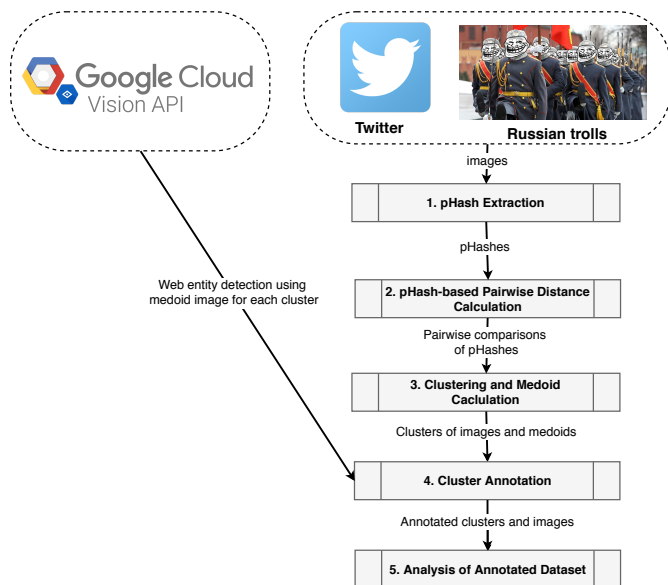 Google Cloud
Vision API
Twitter
Russian trolls
images
1. pHash Extraction
pHashes
Web entity detection using
medoid image for each cluster
2. pHash-based Pairwise Distance
Calculation
Pairwise comparisons
of pHashes
3. Clustering and Medoid
Caclulation
Clusters of images and medoids
4. Cluster Annotation
Annotated clusters and images
5. Analysis of Annotated Dataset